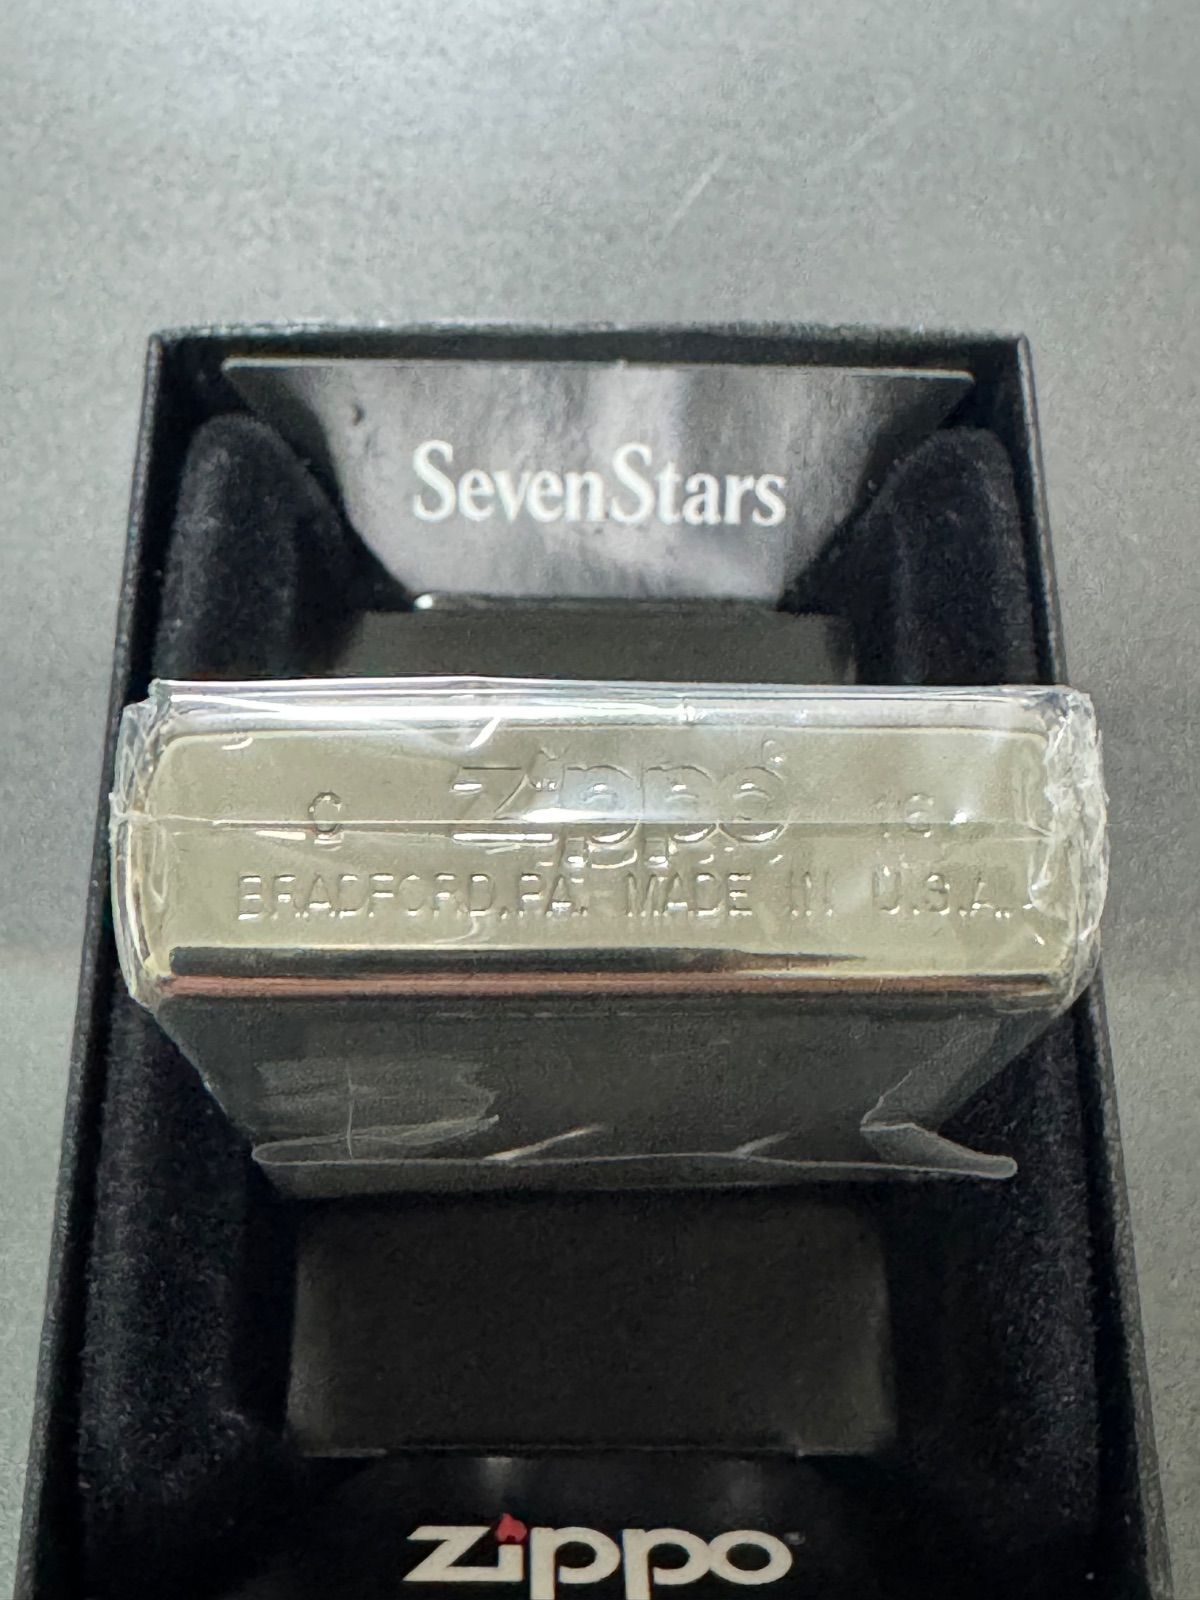 SevenStars
C Zippo 16
BRADFORD, PA. MADE IN U.S.A.
Zippo